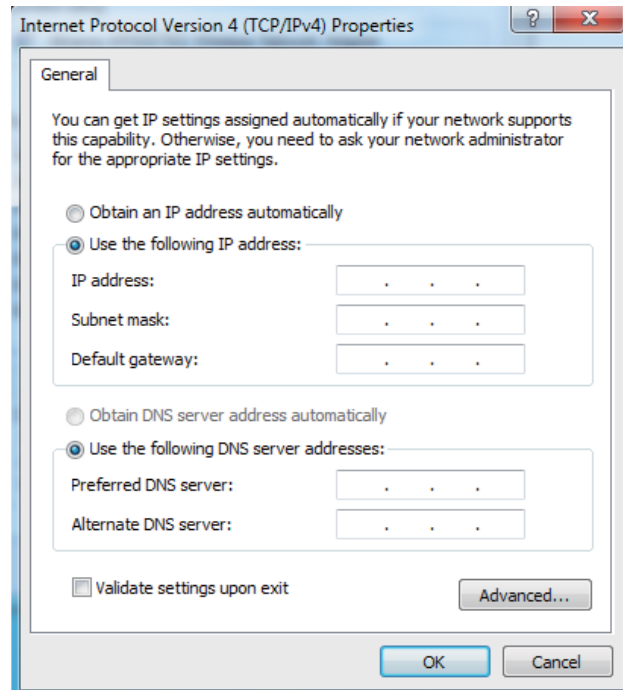 Internet Protocol Version 4 (TCP/IPv4) Properties
General
You can get IP settings assigned automatically if your network supports
this capability. Otherwise, you need to ask your network administrator
for the appropriate IP settings.
Obtain an IP address automatically
Use the following IP address:
IP address: . . .
Subnet mask: . . .
Default gateway: . . .
Obtain DNS server address automatically
Use the following DNS server addresses:
Preferred DNS server: . . .
Alternate DNS server: . . .
Validate settings upon exit
Advanced...
OK Cancel